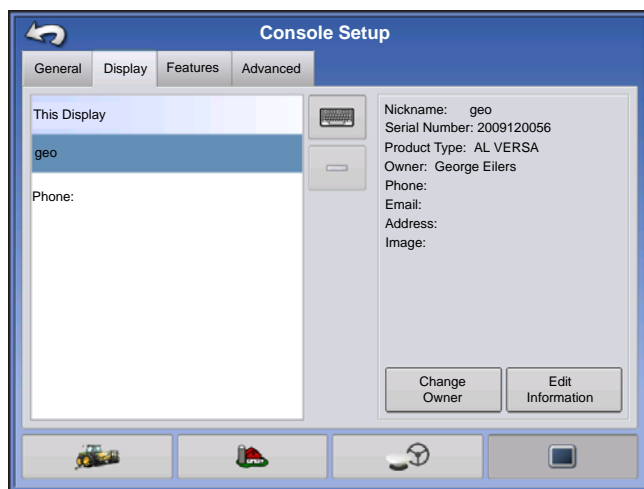 Console Setup
General Display Features Advanced
This Display
geo
Phone:
Nickname: geo
Serial Number: 2009120056
Product Type: AL VERSA
Owner: George Eilers
Phone:
Email:
Address:
Image:
Change
Owner
Edit
Information